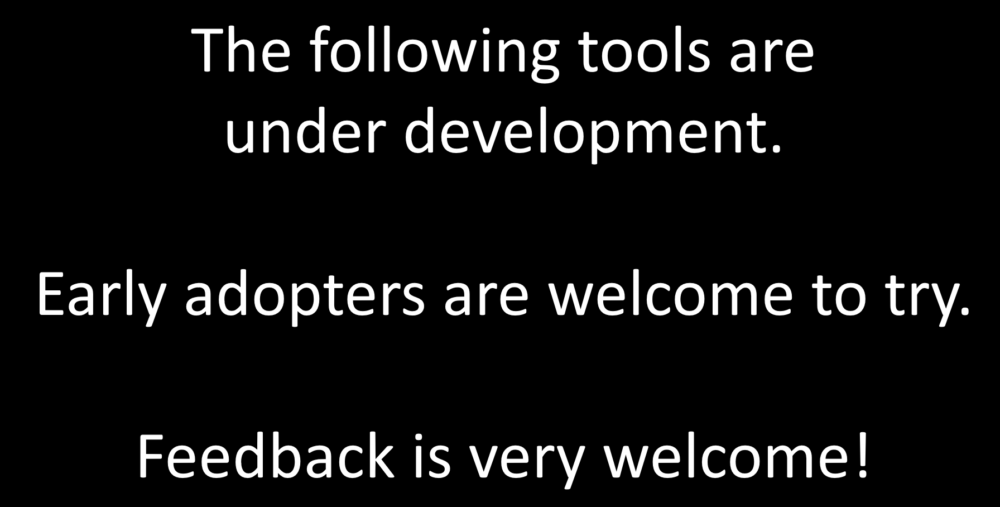 The following tools are
under development.
Early adopters are welcome to try.
Feedback is very welcome!